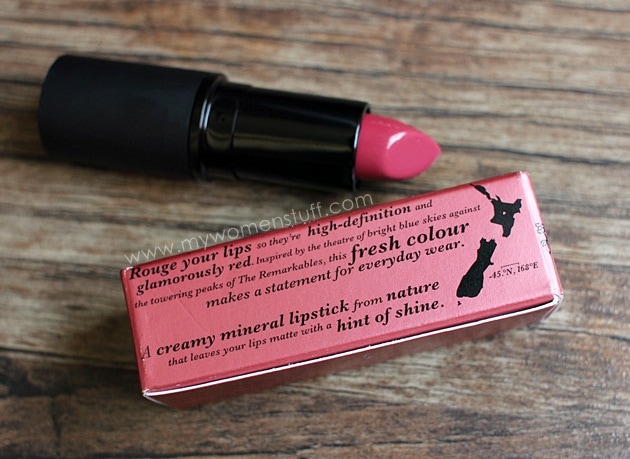 www.mywomenstuff.com
Rouge your lips so they're high-definition and
glamorously red. Inspired by the theatre of bright blue skies against
the towering peaks of The Remarkables, this fresh colour
makes a statement for everyday wear.
A creamy mineral lipstick from nature
that leaves your lips matte with a hint of shine.
-45.°N, 168°E